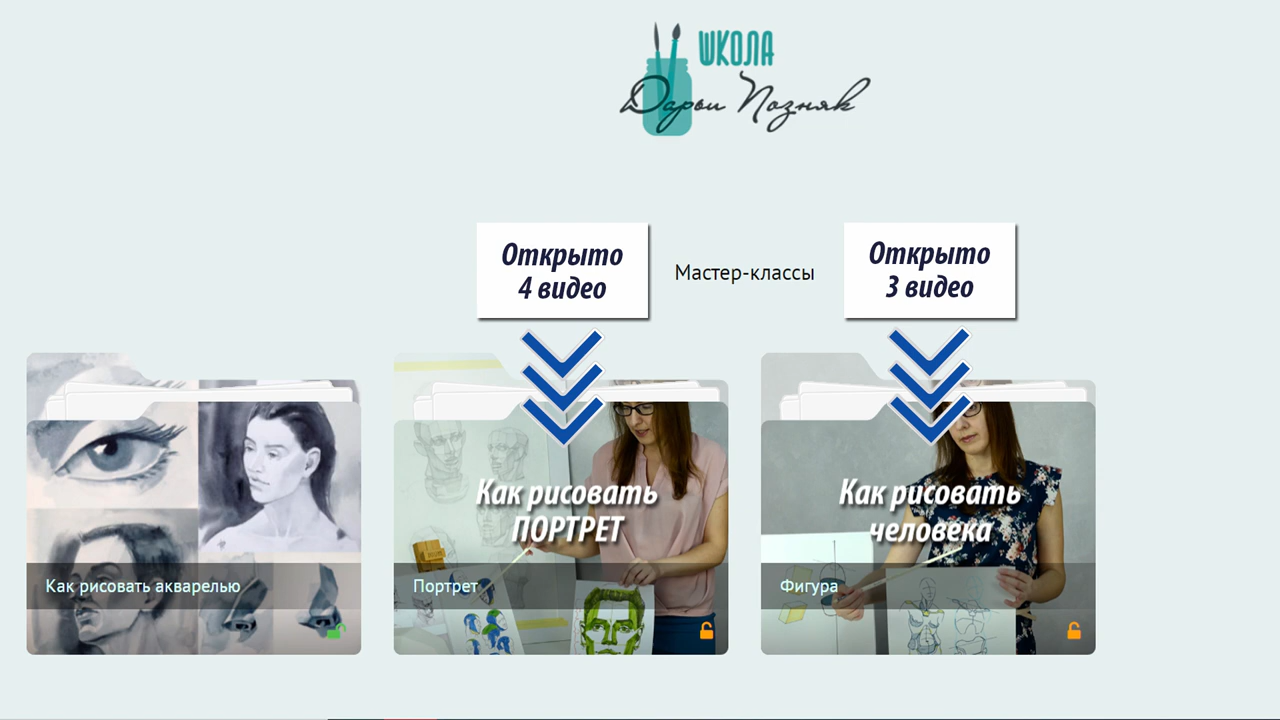 ШКОЛА
Дарьи Позняк
Открыто
4 видео
Мастер-классы
Открыто
3 видео
Как рисовать акварелью
Как рисовать
ПОРТРЕТ
Портрет
Как рисовать
человека
Фигура